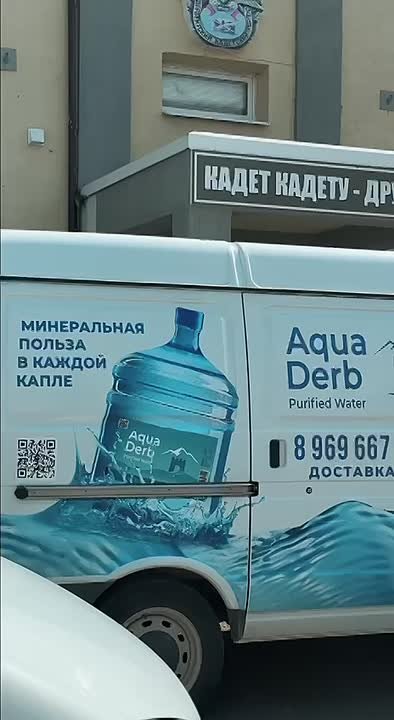 КАДЕТ КАДЕТУ - ДРУ
МИНЕРАЛЬНАЯ
ПОЛЬЗА
В КАЖДОЙ
КАПЛЕ
Aqua
Derb
Aqua
Derb
Purified Water
8 969 667
ДОСТАВКА